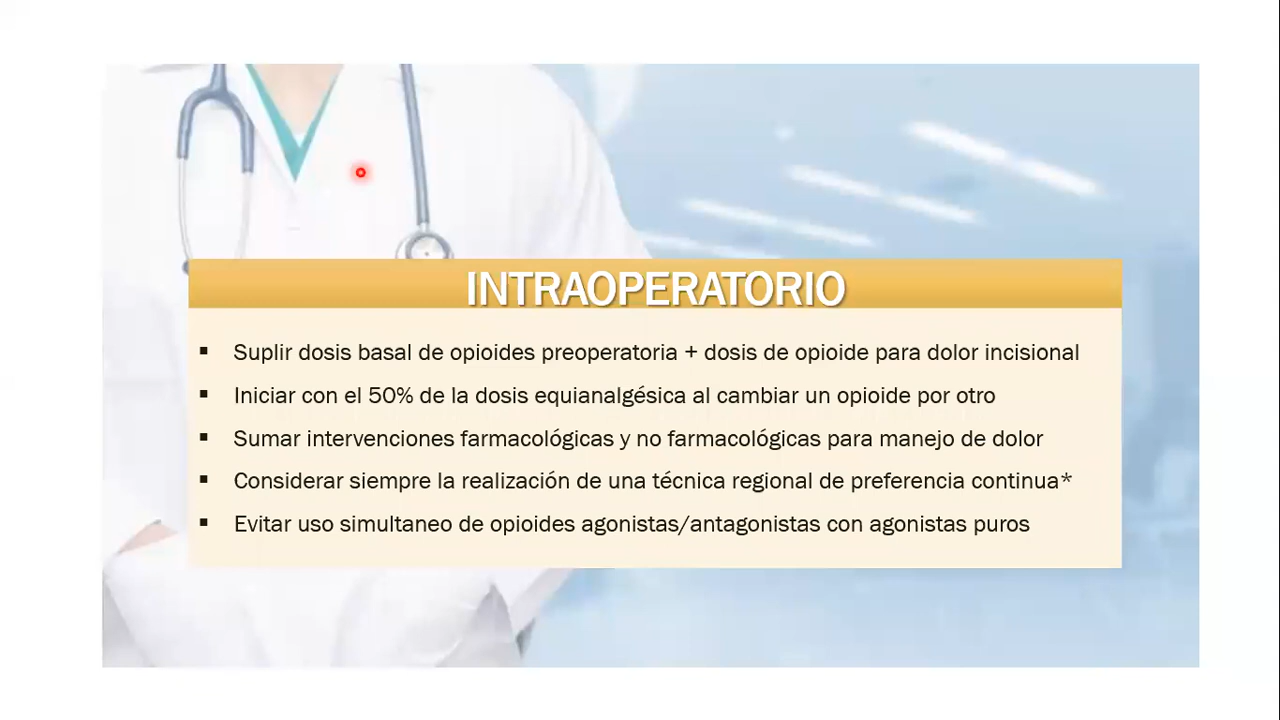 INTRAOPERATORIO
▪ Suplir dosis basal de opioides preoperatoria + dosis de opioide para dolor incisional
▪ Iniciar con el 50% de la dosis equianalgésica al cambiar un opioide por otro
▪ Sumar intervenciones farmacológicas y no farmacológicas para manejo de dolor
▪ Considerar siempre la realización de una técnica regional de preferencia continua*
▪ Evitar uso simultaneo de opioides agonistas/antagonistas con agonistas puros